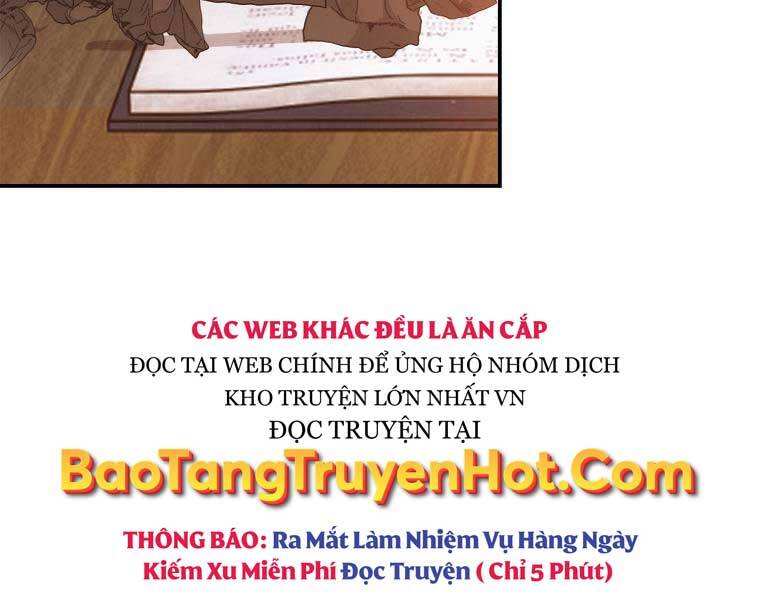 CÁC WEB KHÁC ĐỀU LÀ ĂN CẮP
ĐỌC TẠI WEB CHÍNH ĐỂ ỦNG HỘ NHÓM DỊCH
KHO TRUYỆN LỚN NHẤT VN
ĐỌC TRUYỆN TẠI
BaoTangTruyenHot.Com
THÔNG BÁO: Ra Mắt Làm Nhiệm Vụ Hàng Ngày
Kiếm Xu Miễn Phí Đọc Truyện ( Chỉ 5 Phút)